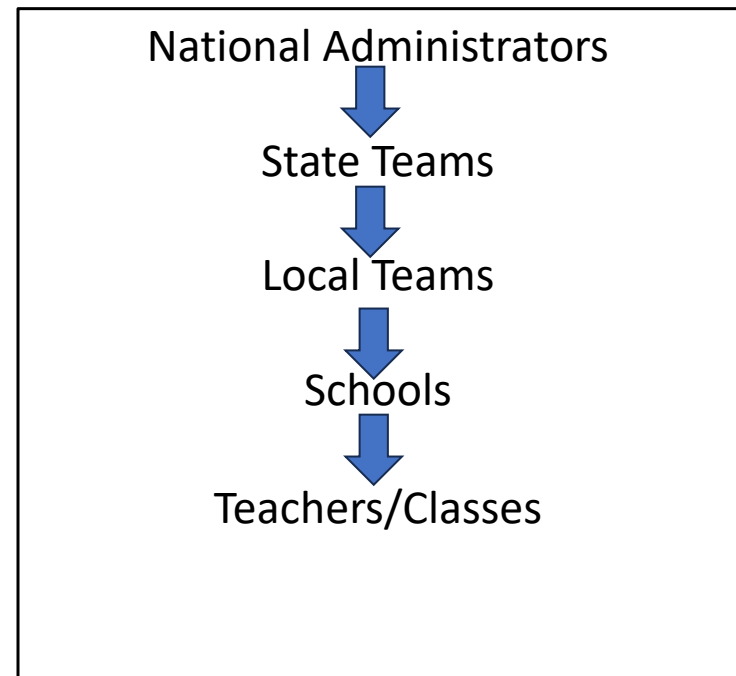 National Administrators
State Teams
Local Teams
Schools
Teachers/Classes